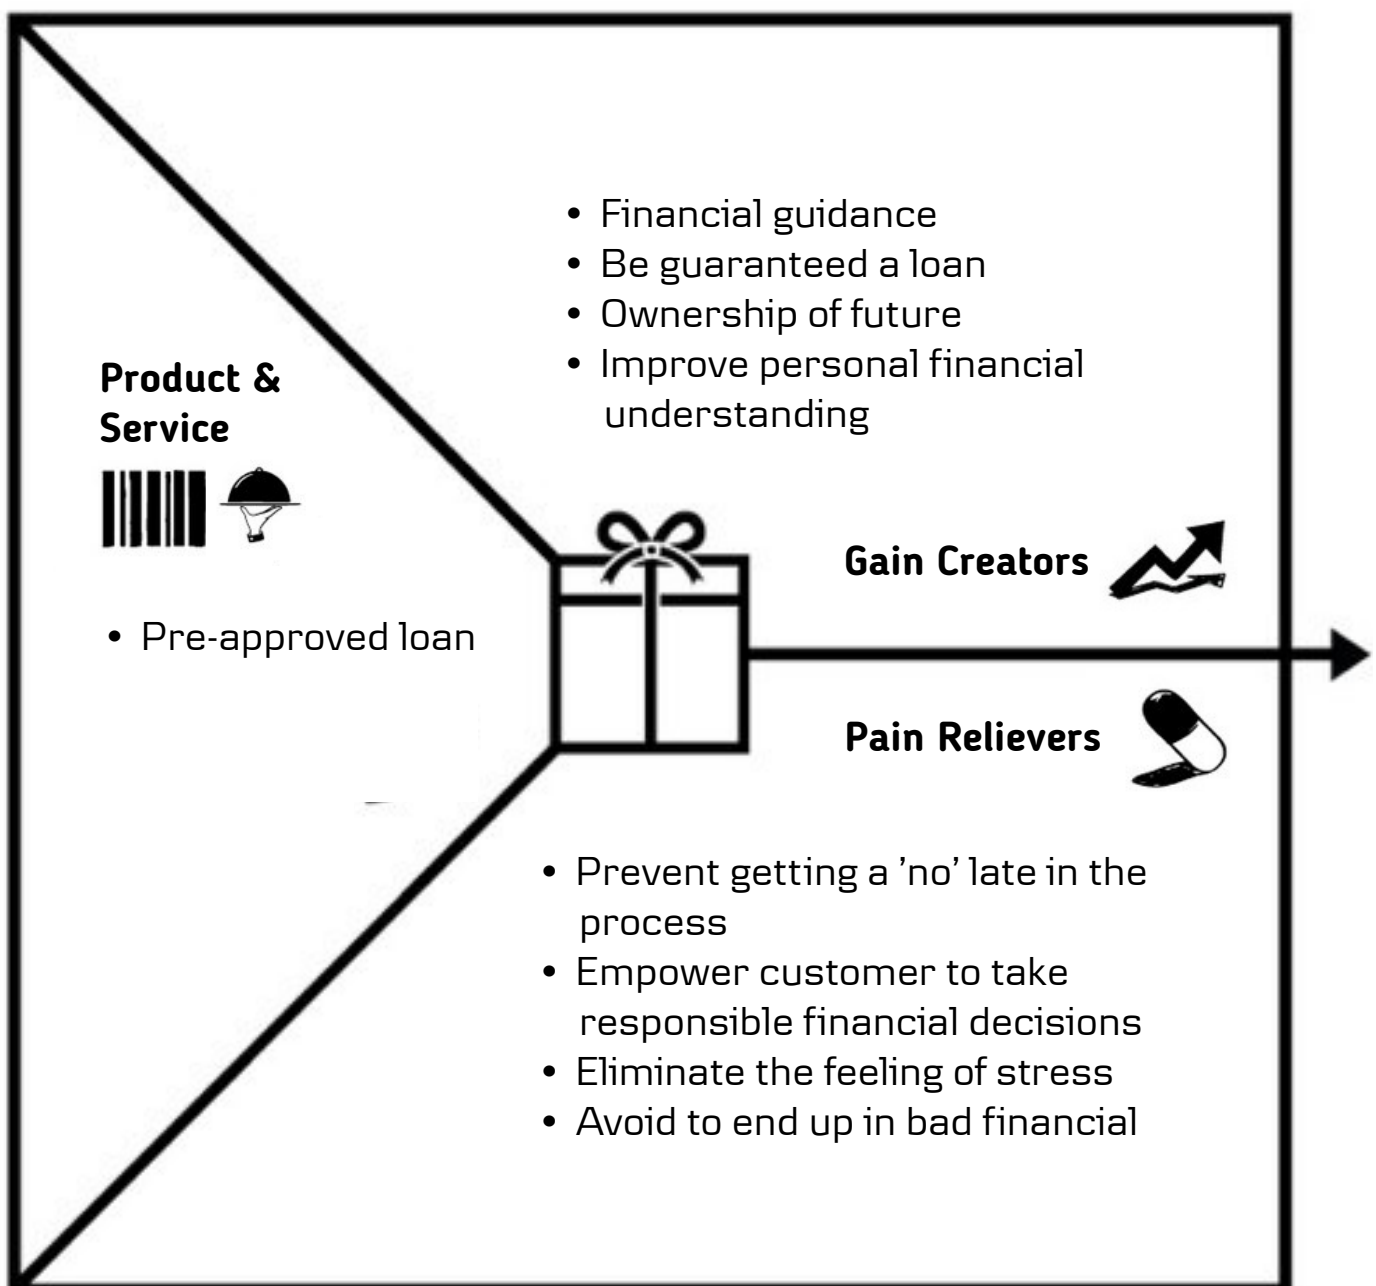 • Financial guidance
• Be guaranteed a loan
• Ownership of future
• Improve personal financial
understanding
Product &
Service
• Pre-approved loan
Gain Creators
Pain Relievers
• Prevent getting a ’no’ late in the
process
• Empower customer to take
responsible financial decisions
• Eliminate the feeling of stress
• Avoid to end up in bad financial